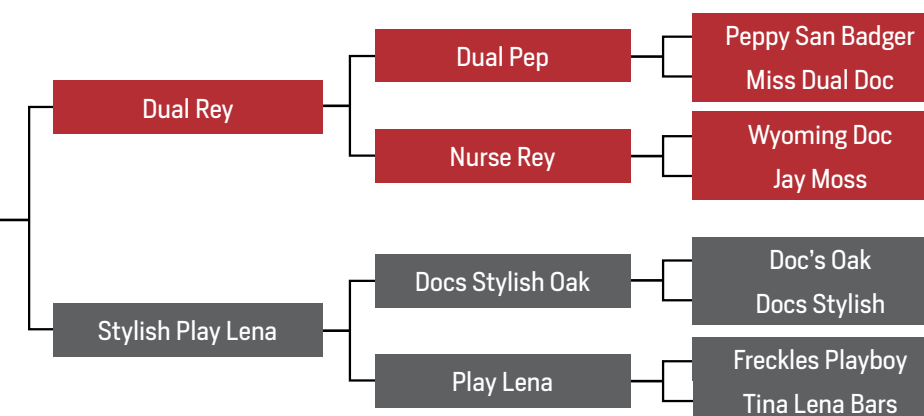 Dual Rey
Dual Pep
Peppy San Badger
Miss Dual Doc
Nurse Rey
Wyoming Doc
Jay Moss
Stylish Play Lena
Docs Stylish Oak
Doc's Oak
Docs Stylish
Play Lena
Freckles Playboy
Tina Lena Bars